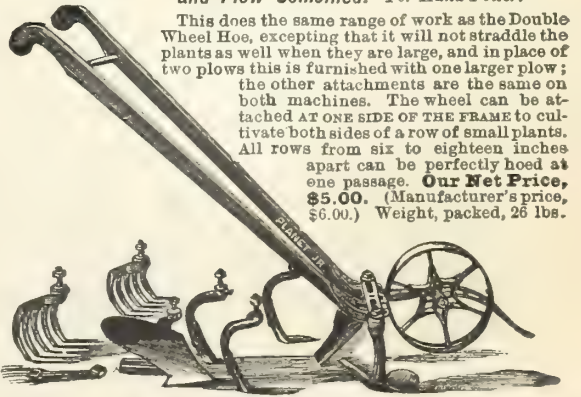 and Plow Combined. For Hand Power.
This does the same range of work as the Double
Wheel Hoe, excepting that it will not straddle the
plants as well when they are large, and in place of
two plows this is furnished with one larger plow;
the other attachments are the same on
both machines. The wheel can be at-
tached AT ONE SIDE OF THE FRAME to cul-
tivate both sides of a row of small plants.
All rows from six to eighteen inches
apart can be perfectly hoed at
one passage. Our Net Price,
$5.00. (Manufacturer's price,
$6.00.) Weight, packed, 26 lbs.
PLANET JR